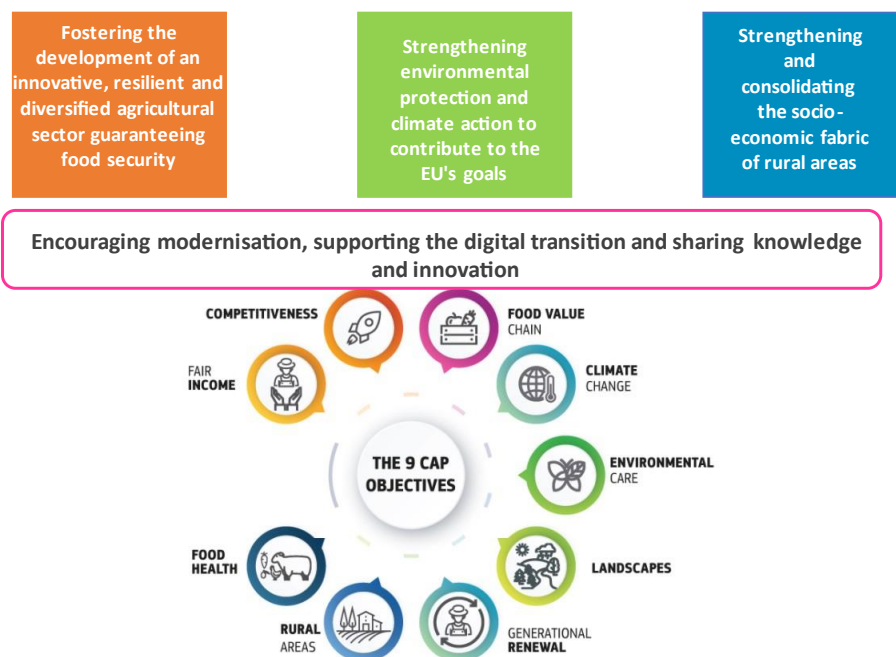 Fostering the
development of an
innovative, resilient and
diversified agricultural
sector guaranteeing
food security
Strengthening
environmental
protection and
climate action to
contribute to the
EU's goals
Strengthening
and
consolidating
the socio-
economic fabric
of rural areas
Encouraging modernisation, supporting the digital transition and sharing knowledge
and innovation
COMPETITIVENESS
FOOD VALUE
CHAIN
FAIR
INCOME
CLIMATE
CHANGE
THE 9 CAP
OBJECTIVES
ENVIRONMENTAL
CARE
FOOD
HEALTH
LANDSCAPES
RURAL
AREAS
GENERATIONAL
RENEWAL